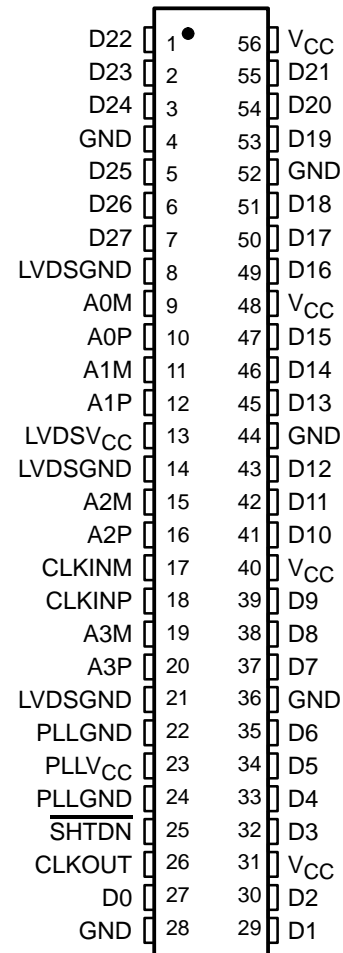 D22 1 56 VCC
D23 2 55 D21
D24 3 54 D20
GND 4 53 D19
D25 5 52 GND
D26 6 51 D18
D27 7 50 D17
LVDSGND 8 49 D16
A0M 9 48 VCC
A0P 10 47 D15
A1M 11 46 D14
A1P 12 45 D13
LVDSVCC 13 44 GND
LVDSGND 14 43 D12
A2M 15 42 D11
A2P 16 41 D10
CLKINM 17 40 VCC
CLKINP 18 39 D9
A3M 19 38 D8
A3P 20 37 D7
LVDSGND 21 36 GND
PLLGND 22 35 D6
PLLVCC 23 34 D5
PLLGND 24 33 D4
SHTDN 25 32 D3
CLKOUT 26 31 VCC
D0 27 30 D2
GND 28 29 D1